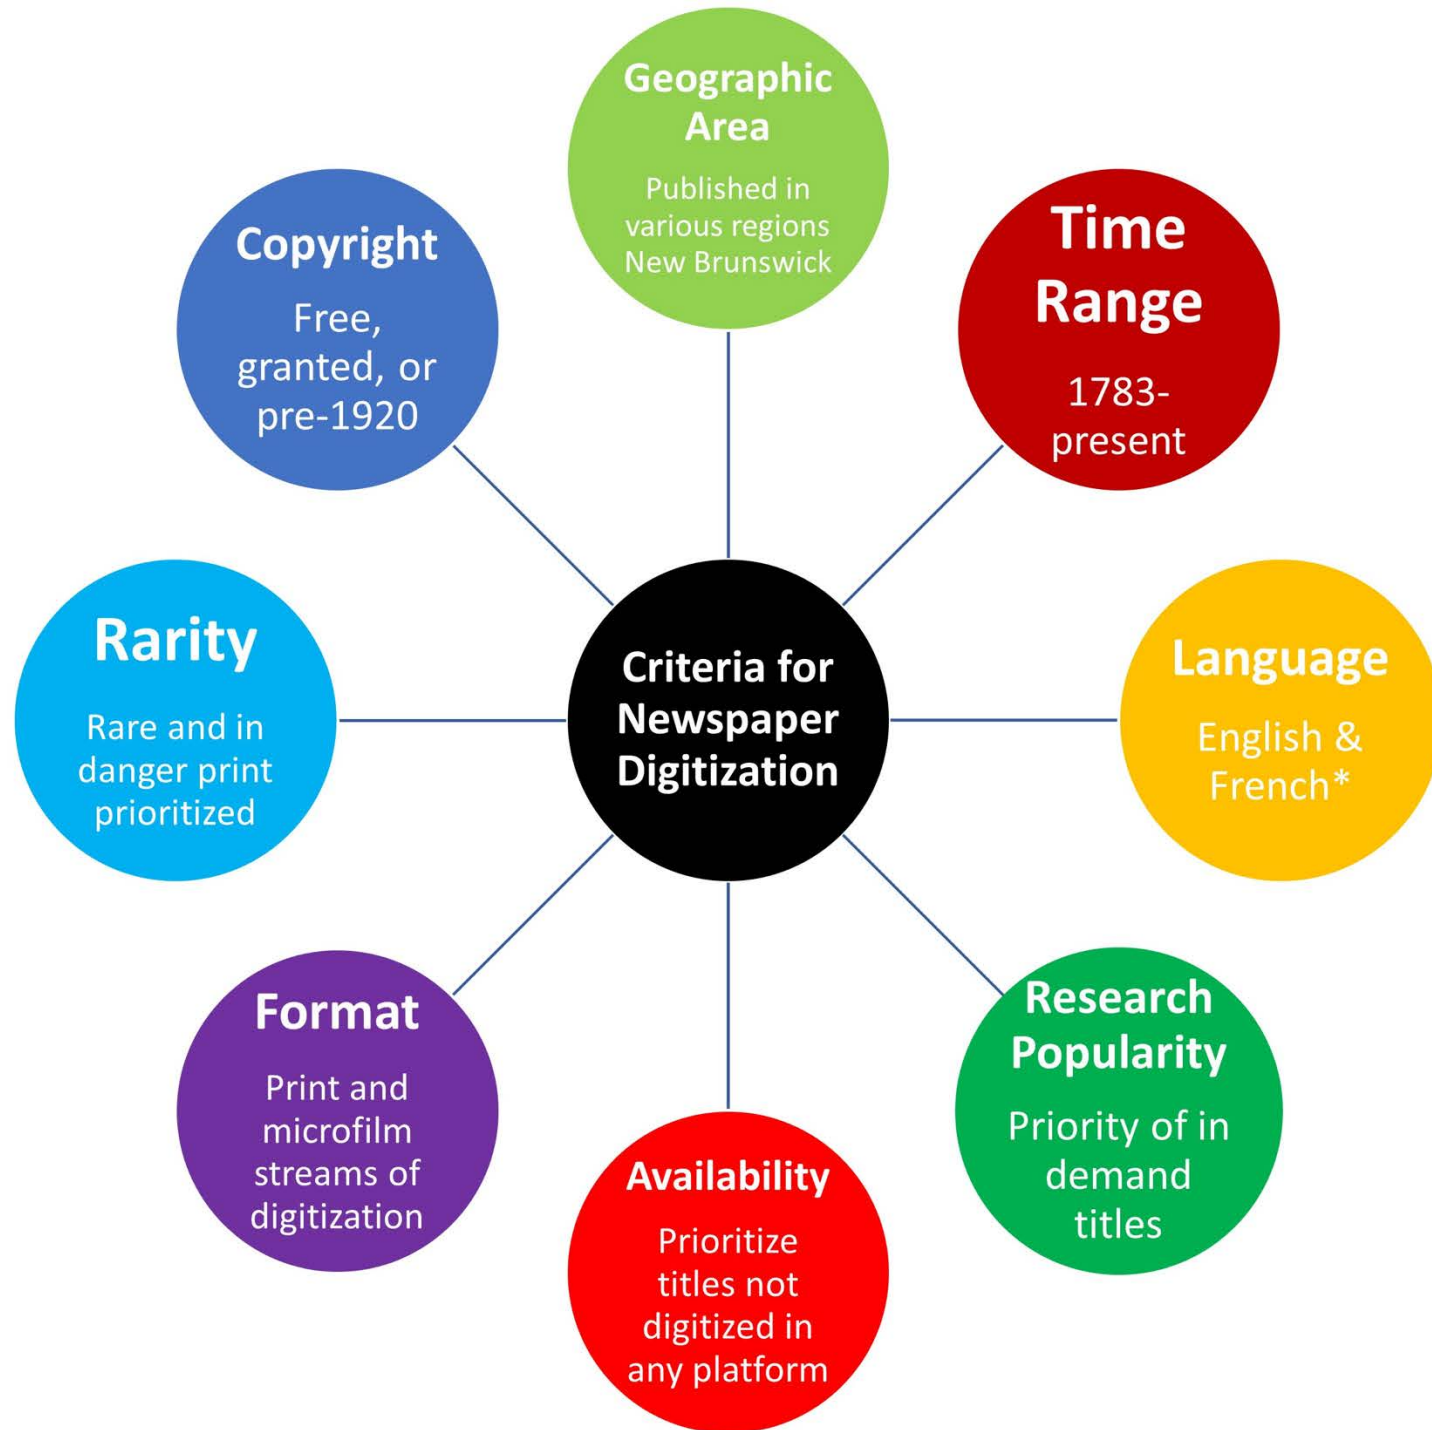 Geographic
Area
Published in
various regions
New Brunswick
Time
Range
1783-
present
Language
English &
French*
Research
Popularity
Priority of in
demand
titles
Availability
Prioritize
titles not
digitized in
any platform
Format
Print and
microfilm
streams of
digitization
Rarity
Rare and in
danger print
prioritized
Copyright
Free,
granted, or
pre-1920
Criteria for
Newspaper
Digitization